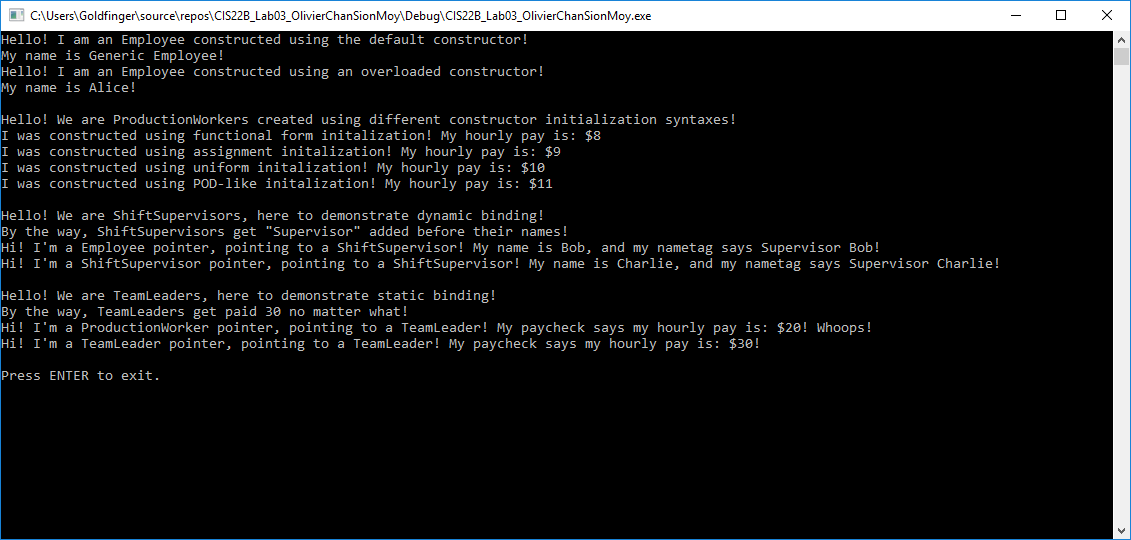 C:\Users\Goldfinger\source\repos\CIS22B_Lab03_OlivierChanSionMoy\Debug\CIS22B_Lab03_OlivierChanSionMoy.exe
Hello! I am an Employee constructed using the default constructor!
My name is Generic Employee!
Hello! I am an Employee constructed using an overloaded constructor!
My name is Alice!
Hello! We are ProductionWorkers created using different constructor initialization syntaxes!
I was constructed using functional form initalization! My hourly pay is: $8
I was constructed using assignment initalization! My hourly pay is: $9
I was constructed using uniform initalization! My hourly pay is: $10
I was constructed using POD-like initalization! My hourly pay is: $11
Hello! We are ShiftSupervisors, here to demonstrate dynamic binding!
By the way, ShiftSupervisors get "Supervisor" added before their names!
Hi! I'm a Employee pointer, pointing to a ShiftSupervisor! My name is Bob, and my nametag says Supervisor Bob!
Hi! I'm a ShiftSupervisor pointer, pointing to a ShiftSupervisor! My name is Charlie, and my nametag says Supervisor Charlie!
Hello! We are TeamLeaders, here to demonstrate static binding!
By the way, TeamLeaders get paid 30 no matter what!
Hi! I'm a ProductionWorker pointer, pointing to a TeamLeader! My paycheck says my hourly pay is: $20! Whoops!
Hi! I'm a TeamLeader pointer, pointing to a TeamLeader! My paycheck says my hourly pay is: $30!
Press ENTER to exit.